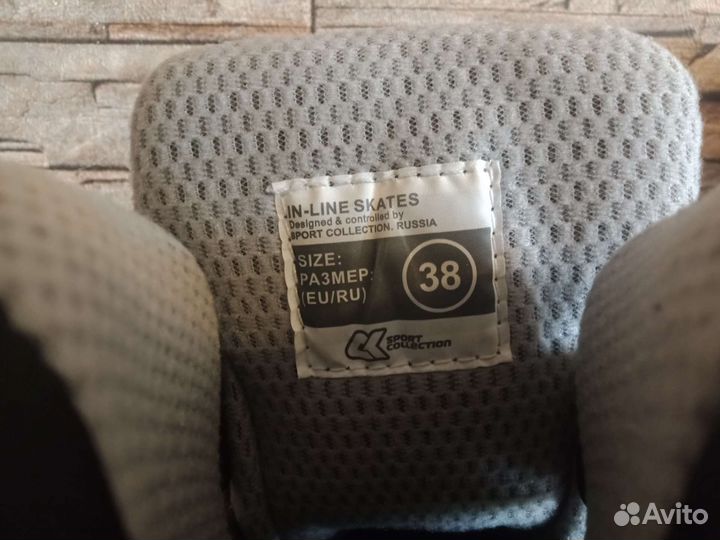 IN-LINE SKATES
Designed & controlled by
SPORT COLLECTION. RUSSIA
SIZE:
РАЗМЕР:
(EU/RU)
38
SPORT
COLLECTION
Avito